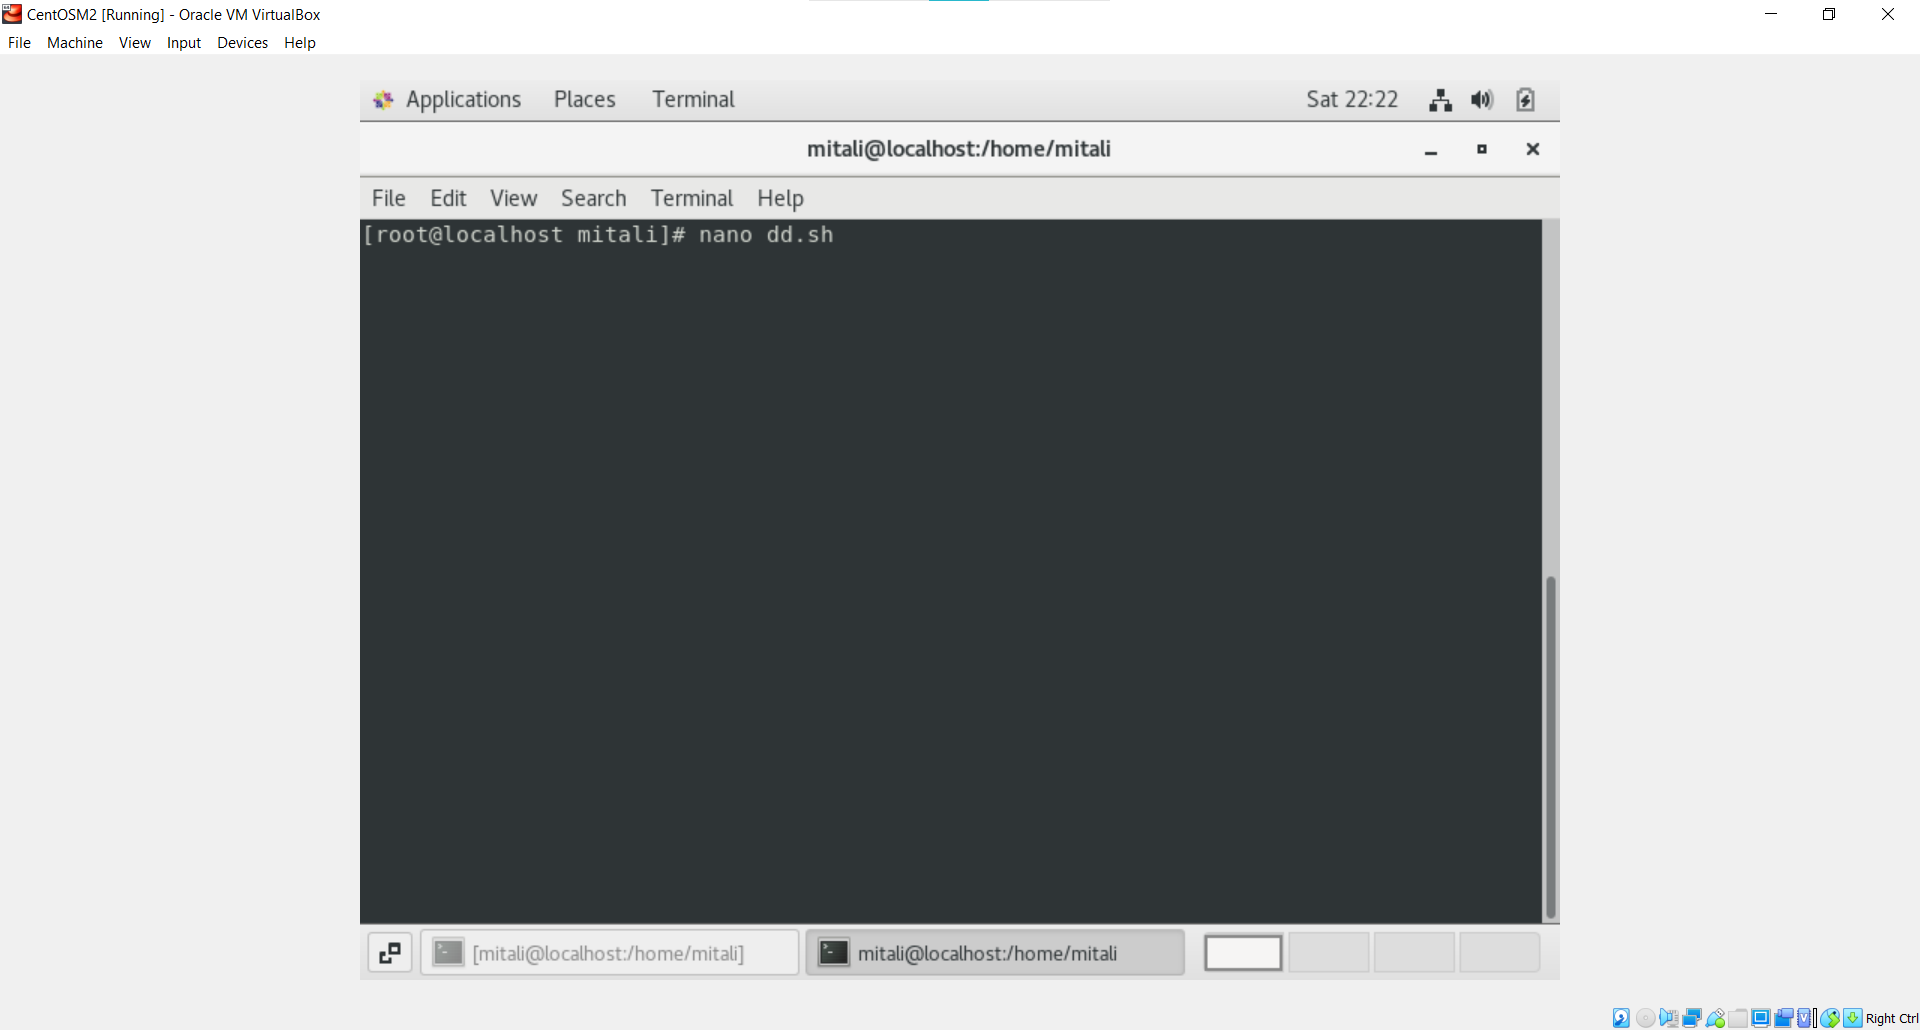 CentOSM2 [Running] - Oracle VM VirtualBox
File Machine View Input Devices Help
Applications Places Terminal Sat 22:22
mitali@localhost:/home/mitali
File Edit View Search Terminal Help
[root@localhost mitali]# nano dd.sh
[mitali@localhost:/home/mitali] mitali@localhost:/home/mitali
Right Ctrl